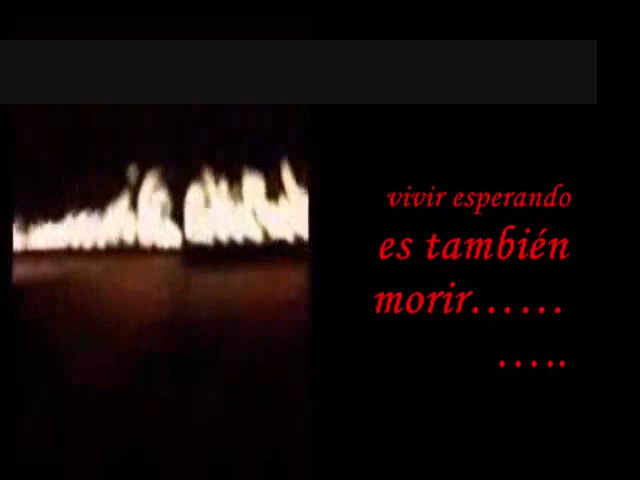 vivir esperando
es también
morir……
…..